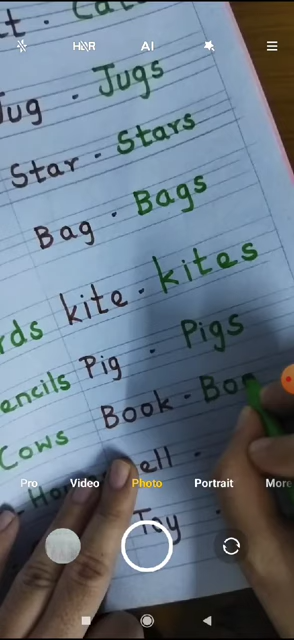 HDR
AI
Jug - Jugs
Star - Stars
Bag - Bags
kite - kites
Pig - Pigs
Book - Boo
Cows
Toy
Pro Video Photo Portrait More